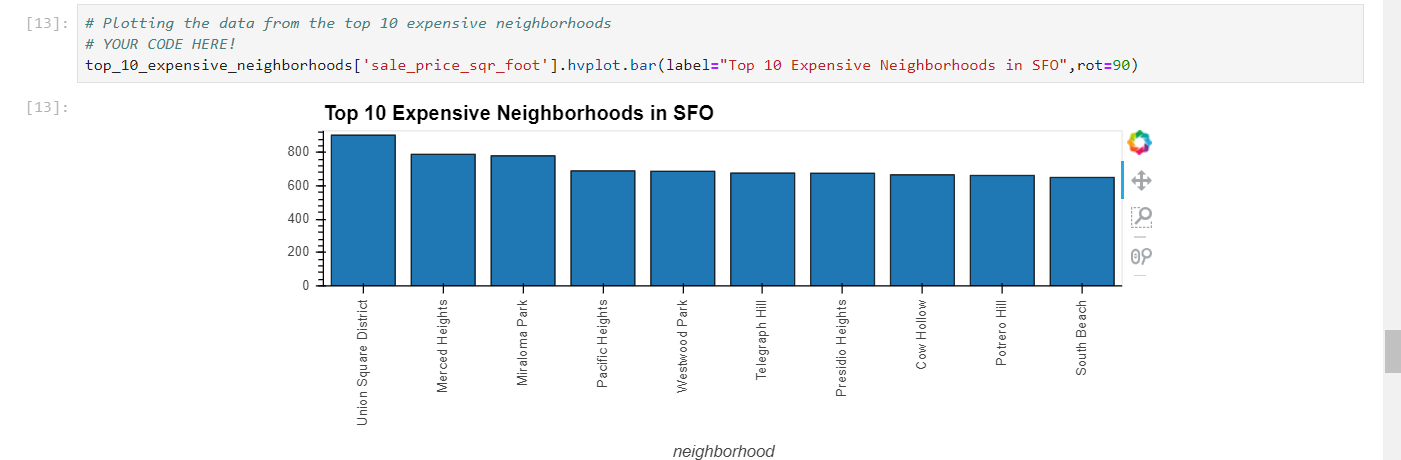 [13]:
# Plotting the data from the top 10 expensive neighborhoods
# YOUR CODE HERE!
top_10_expensive_neighborhoods['sale_price_sqr_foot'].hvplot.bar(label="Top 10 Expensive Neighborhoods in SFO",rot=90)
[13]:
Top 10 Expensive Neighborhoods in SFO
800
600
400
200
0
Union Square District
Merced Heights
Miraloma Park
Pacific Heights
Westwood Park
Telegraph Hill
Presidio Heights
Cow Hollow
Potrero Hill
South Beach
neighborhood